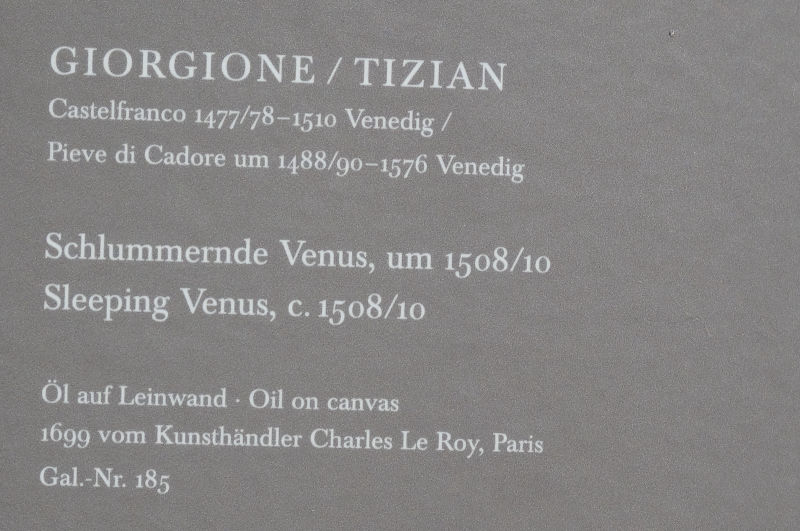 GIORGIONE / TIZIAN
Castelfranco 1477/78–1510 Venedig /
Pieve di Cadore um 1488/90–1576 Venedig
Schlummernde Venus, um 1508/10
Sleeping Venus, c. 1508/10
Öl auf Leinwand · Oil on canvas
1699 vom Kunsthändler Charles Le Roy, Paris
Gal.-Nr. 185